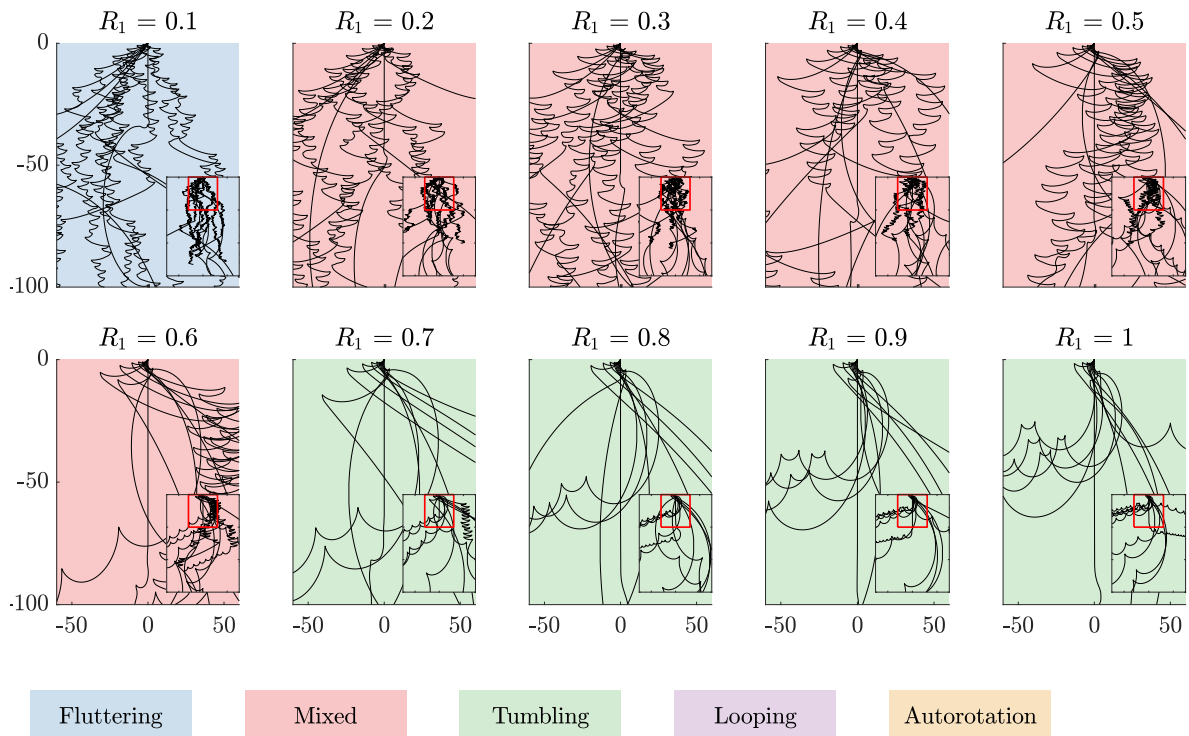 R₁ = 0.1 R₁ = 0.2 R₁ = 0.3 R₁ = 0.4 R₁ = 0.5
0
-50
-100
R₁ = 0.6 R₁ = 0.7 R₁ = 0.8 R₁ = 0.9 R₁ = 1
0
-50
-100
-50 0 50 -50 0 50 -50 0 50 -50 0 50 -50 0 50
Fluttering Mixed Tumbling Looping Autorotation